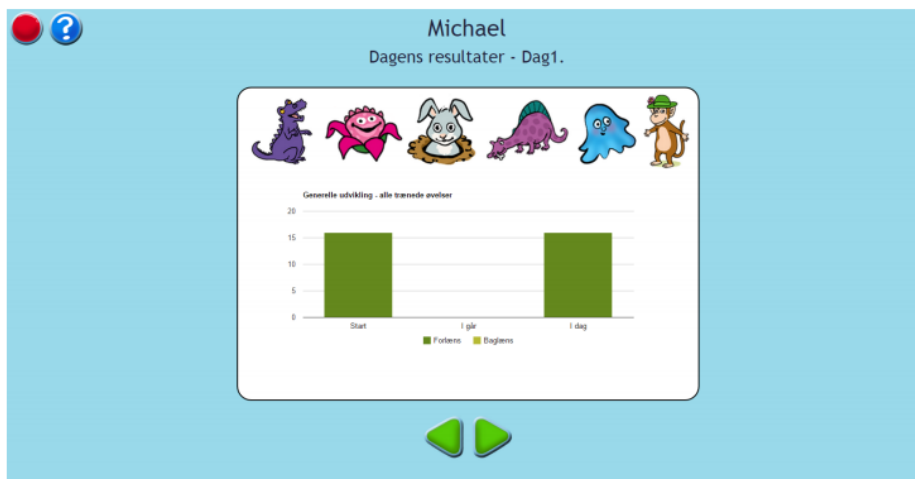 ?
Michael
Dagens resultater - Dag1.
Generelle udvikling - alle trænede øvelser
20
15
10
5
0
Start I går I dag
Forlæns Baglæns